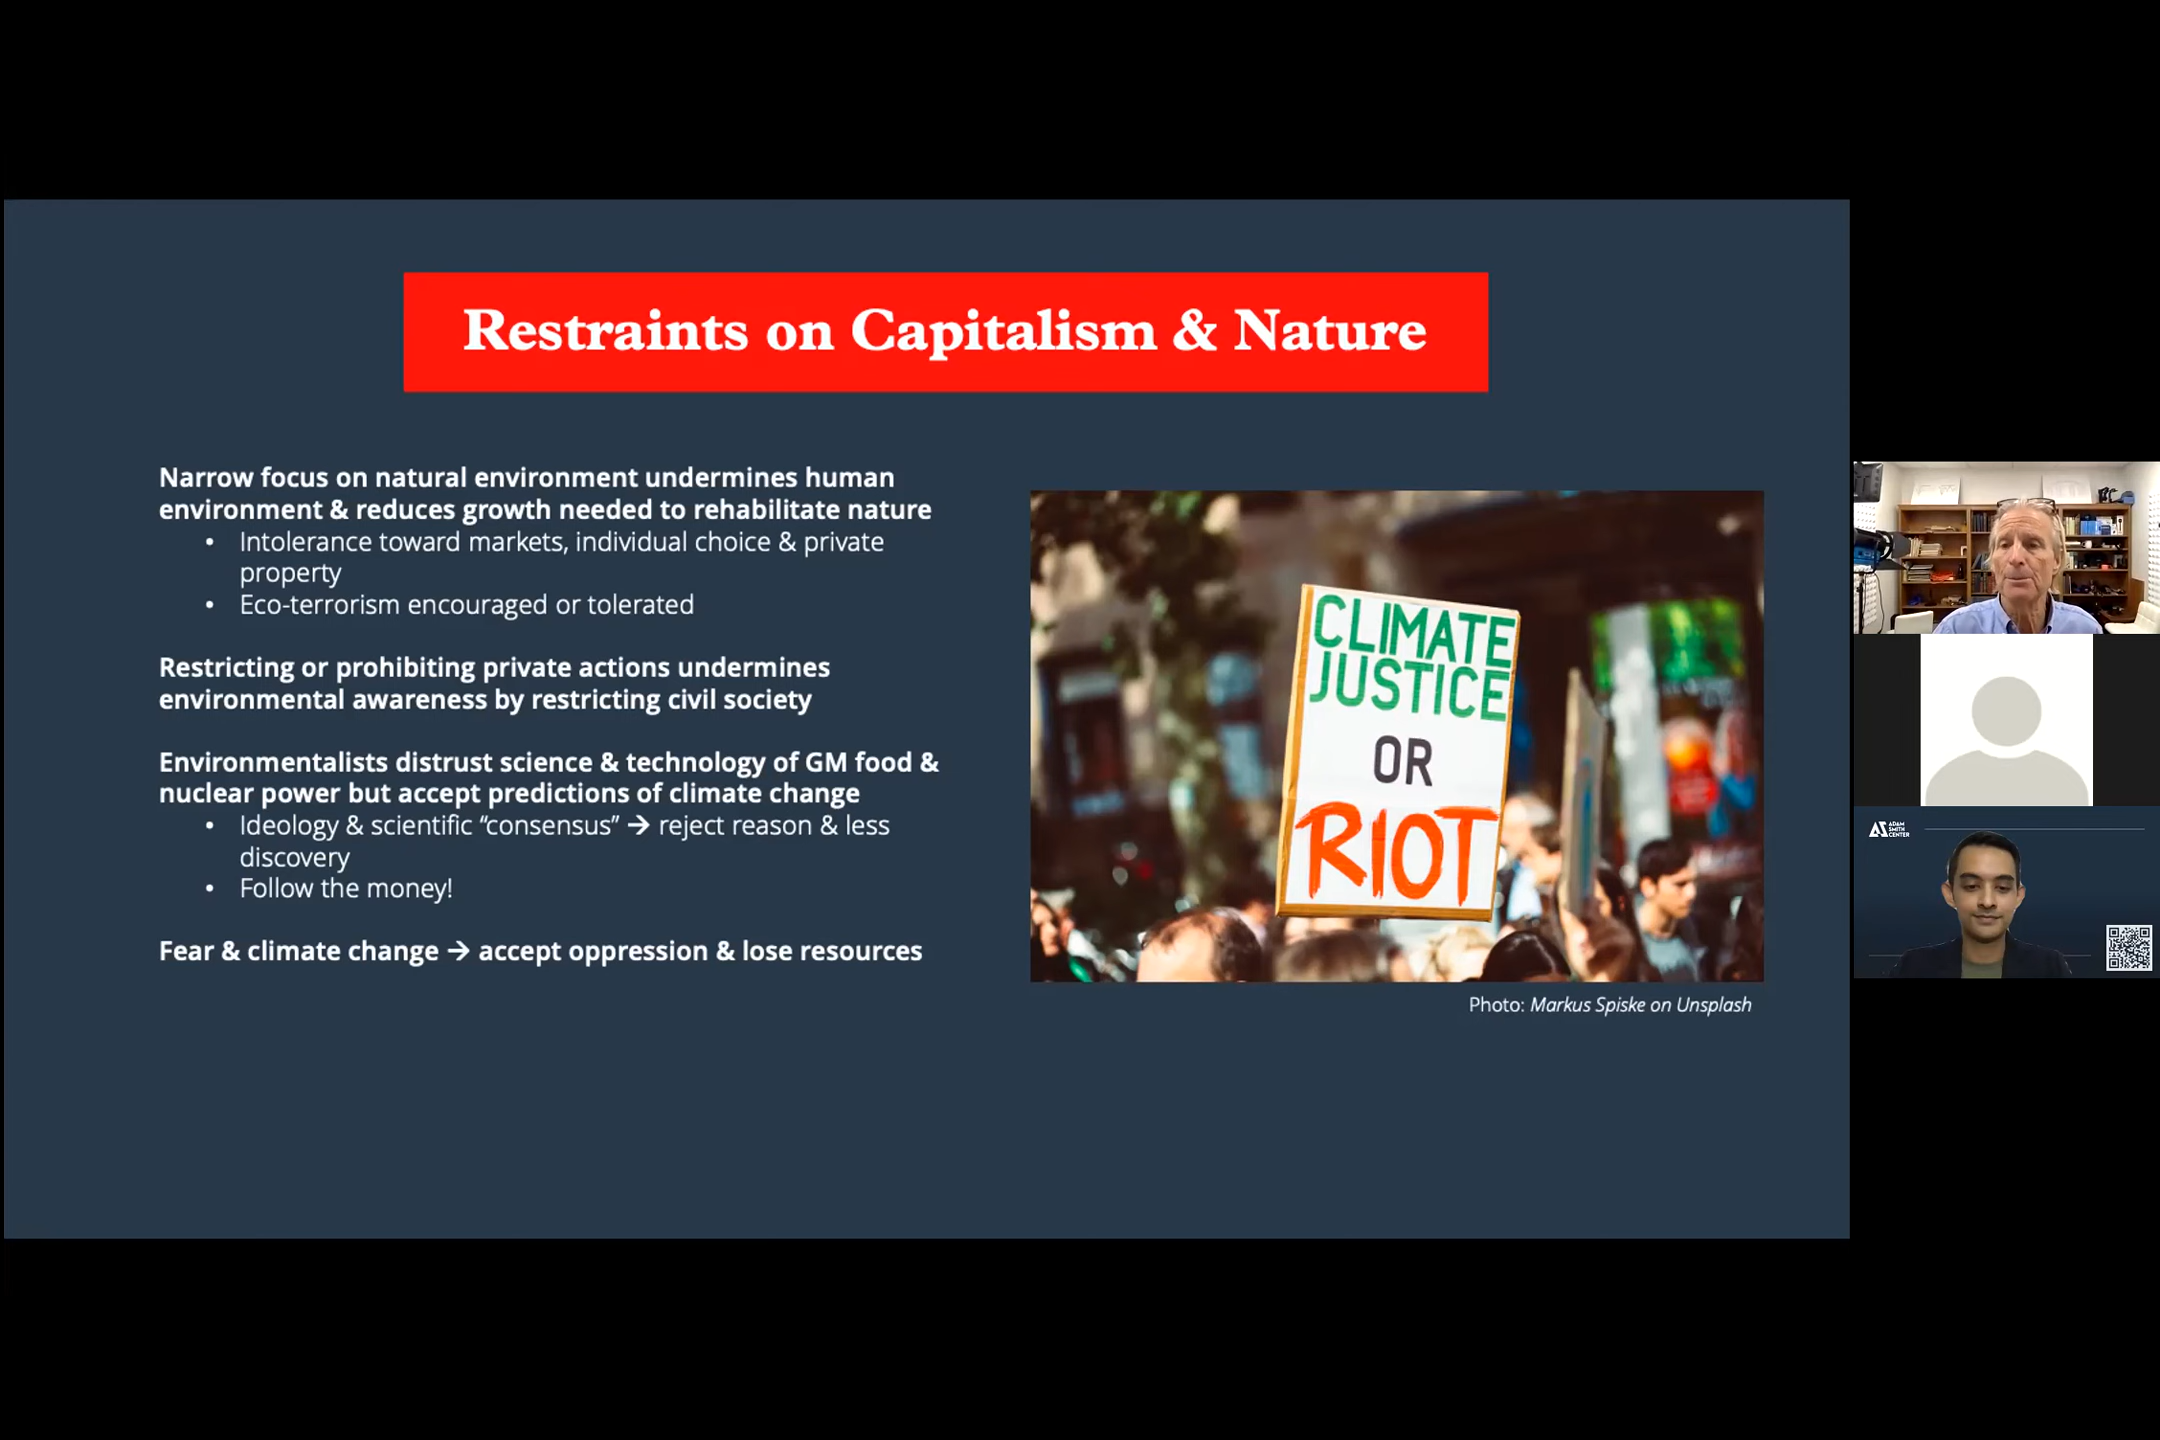 Restraints on Capitalism & Nature
Narrow focus on natural environment undermines human
environment & reduces growth needed to rehabilitate nature
• Intolerance toward markets, individual choice & private
property
• Eco-terrorism encouraged or tolerated
Restricting or prohibiting private actions undermines
environmental awareness by restricting civil society
Environmentalists distrust science & technology of GM food &
nuclear power but accept predictions of climate change
• Ideology & scientific “consensus” → reject reason & less
discovery
• Follow the money!
Fear & climate change → accept oppression & lose resources
CLIMATE
JUSTICE
OR
RIOT
Photo: Markus Spiske on Unsplash
AS ADAM
SMITH
CENTER